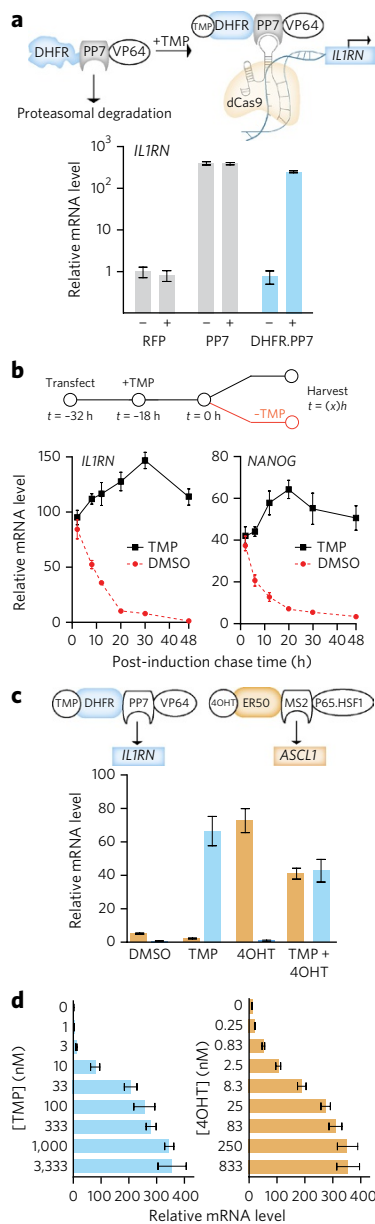 a
DHFR PP7 VP64 +TMP TMP DHFR PP7 VP64
dCas9 IL1RN
Proteasomal degradation
IL1RN
Relative mRNA level
10³
10²
1
– + – + – +
RFP PP7 DHFR.PP7
b
Transfect +TMP Harvest
t = –32 h t = –18 h t = 0 h t = (x)h
–TMP
IL1RN NANOG
Relative mRNA level
150 80
100 60
40
50 20
0 0
TMP TMP
DMSO DMSO
0 10 20 30 40 48 0 10 20 30 40 48
Post-induction chase time (h)
c
TMP DHFR PP7 VP64 4OHT ER50 MS2 P65.HSF1
IL1RN ASCL1
Relative mRNA level
100
80
60
40
20
0
DMSO TMP 4OHT TMP +
4OHT
d
[TMP] (nM) [4OHT] (nM)
0 0
1 0.25
3 0.83
10 2.5
33 8.3
100 25
333 83
1,000 250
3,333 833
0 100 200 300 400 0 100 200 300 400
Relative mRNA level